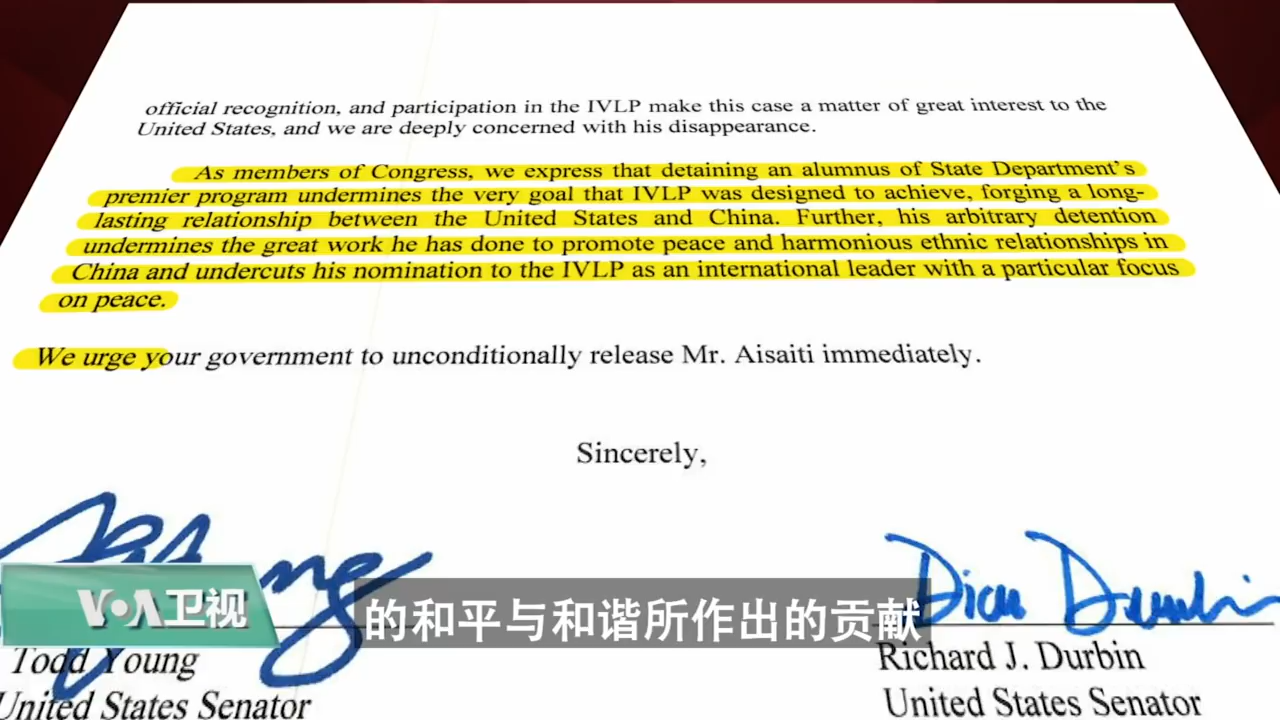 official recognition, and participation in the IVLP make this case a matter of great interest to the
United States, and we are deeply concerned with his disappearance.
As members of Congress, we express that detaining an alumnus of State Department's
premier program undermines the very goal that IVLP was designed to achieve, forging a long-
lasting relationship between the United States and China. Further, his arbitrary detention
undermines the great work he has done to promote peace and harmonious ethnic relationships in
China and undercuts his nomination to the IVLP as an international leader with a particular focus
on peace.
We urge your government to unconditionally release Mr. Aisaiti immediately.
Sincerely,
Dick Durbin
VOA卫视
的和平与和谐所作出的贡献
Todd Young
United States Senator
Richard J. Durbin
United States Senator